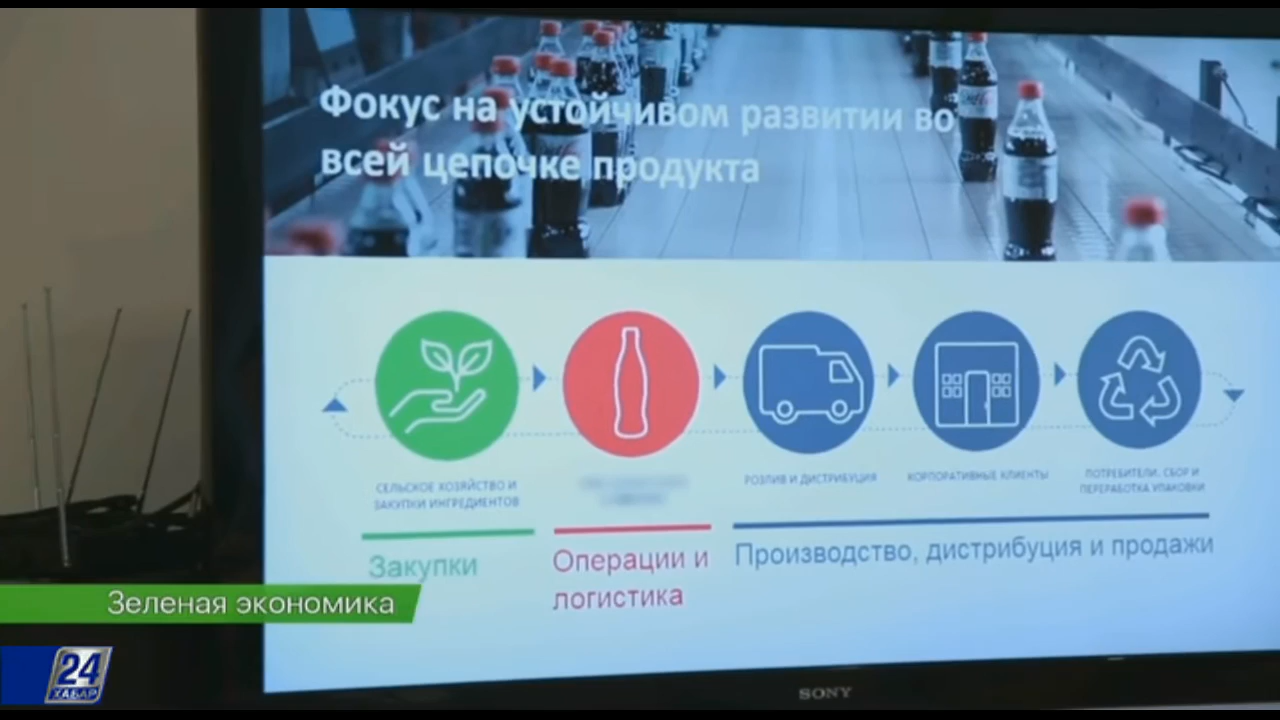 Фокус на устойчивом развитии во
всей цепочке продукта
СЕЛЬСКОЕ ХОЗЯЙСТВО И
ЗАКУПКИ ИНГРЕДИЕНТОВ
РОЗЛИВ И ДИСТРИБУЦИЯ
КОРПОРАТИВНЫЕ КЛИЕНТЫ
ПОТРЕБИТЕЛИ, СБОР И
ПЕРЕРАБОТКА УПАКОВКИ
Закупки
Операции и
логистика
Производство, дистрибуция и продажи
Зеленая экономика
24
ХАБАР
SONY